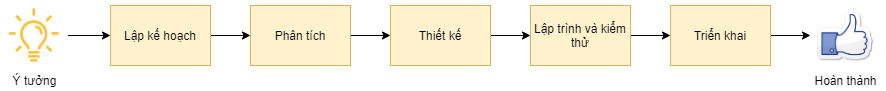 Ý tưởng
Lập kế hoạch
Phân tích
Thiết kế
Lập trình và kiểm
thử
Triển khai
Hoàn thành